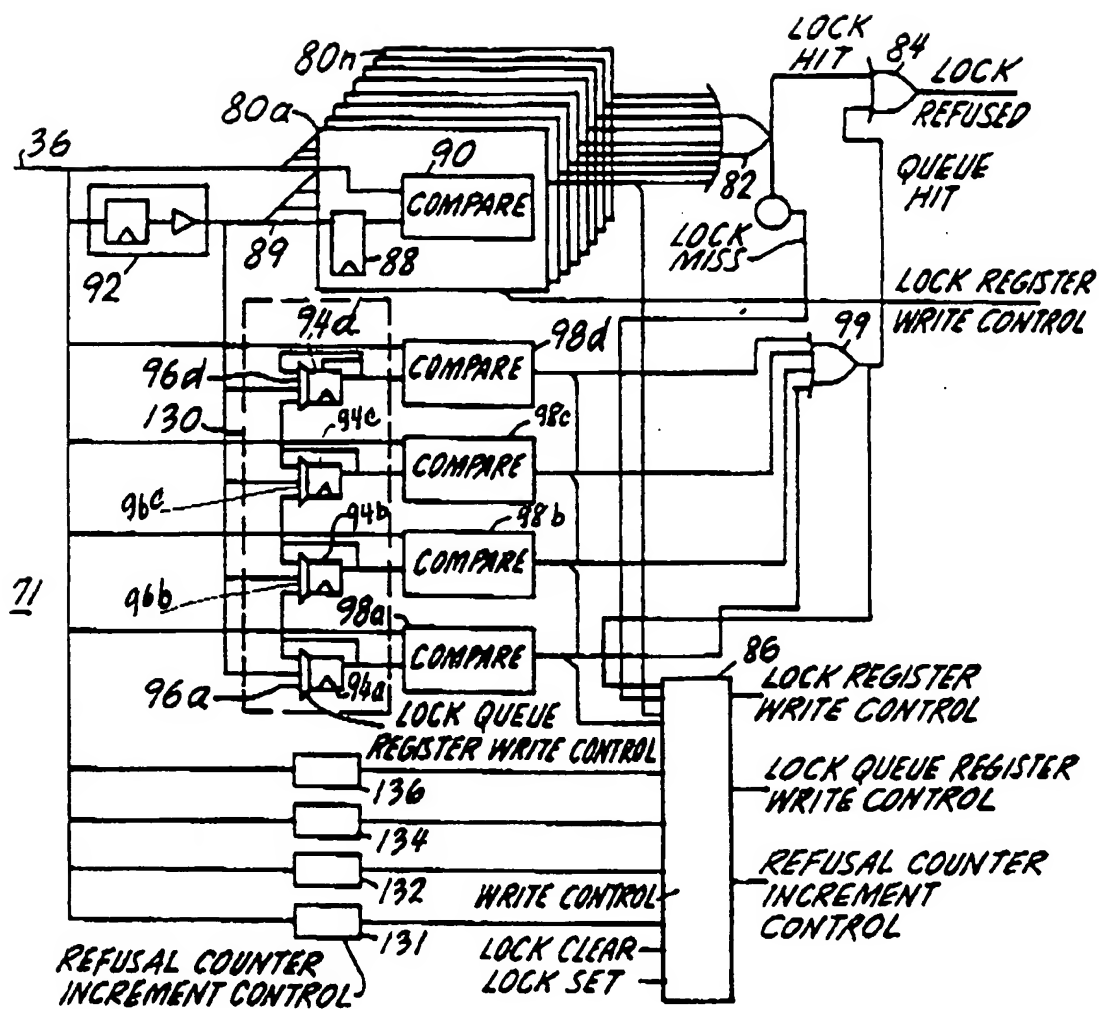 LOCK
HIT
84
LOCK
REFUSED
80n
80a
36
90
COMPARE
82
QUEUE
HIT
92
89
88
LOCK
MISS
LOCK REGISTER
WRITE CONTROL
94d
98d
99
96d
COMPARE
130
94c
98c
COMPARE
96c
94b
98b
COMPARE
96b
71
98a
COMPARE
86
96a
94a
LOCK QUEUE
REGISTER WRITE CONTROL
LOCK REGISTER
WRITE CONTROL
136
LOCK QUEUE REGISTER
WRITE CONTROL
134
132
WRITE CONTROL
REFUSAL COUNTER
INCREMENT
CONTROL
131
LOCK CLEAR
LOCK SET
REFUSAL COUNTER
INCREMENT CONTROL